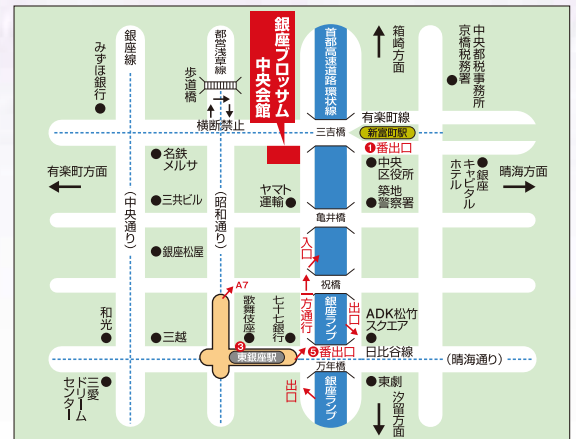 銀座線
みずほ銀行
都営浅草線
歩道橋
横断禁止
銀座ブロッサム
中央会館
首都高速道路環状線
箱崎方面
中央都税事務所
京橋税務署
有楽町線
三吉橋
新富町駅
❶番出口
有楽町方面
名鉄
メルサ
三共ビル
(中央通り)
(昭和通り)
ヤマト
運輸
中央
区役所
築地
警察署
銀座
キャピタル
ホテル
晴海方面
亀井橋
銀座松屋
入口
祝橋
A7
一方通行
和光
三越
歌舞伎座
七十七銀行
銀座ランプ
出口
ADK松竹
スクエア
❸
東銀座駅
❺番出口
日比谷線
(晴海通り)
万年橋
三愛
ドリーム
センター
出口
銀座ランプ
東劇
汐留方面